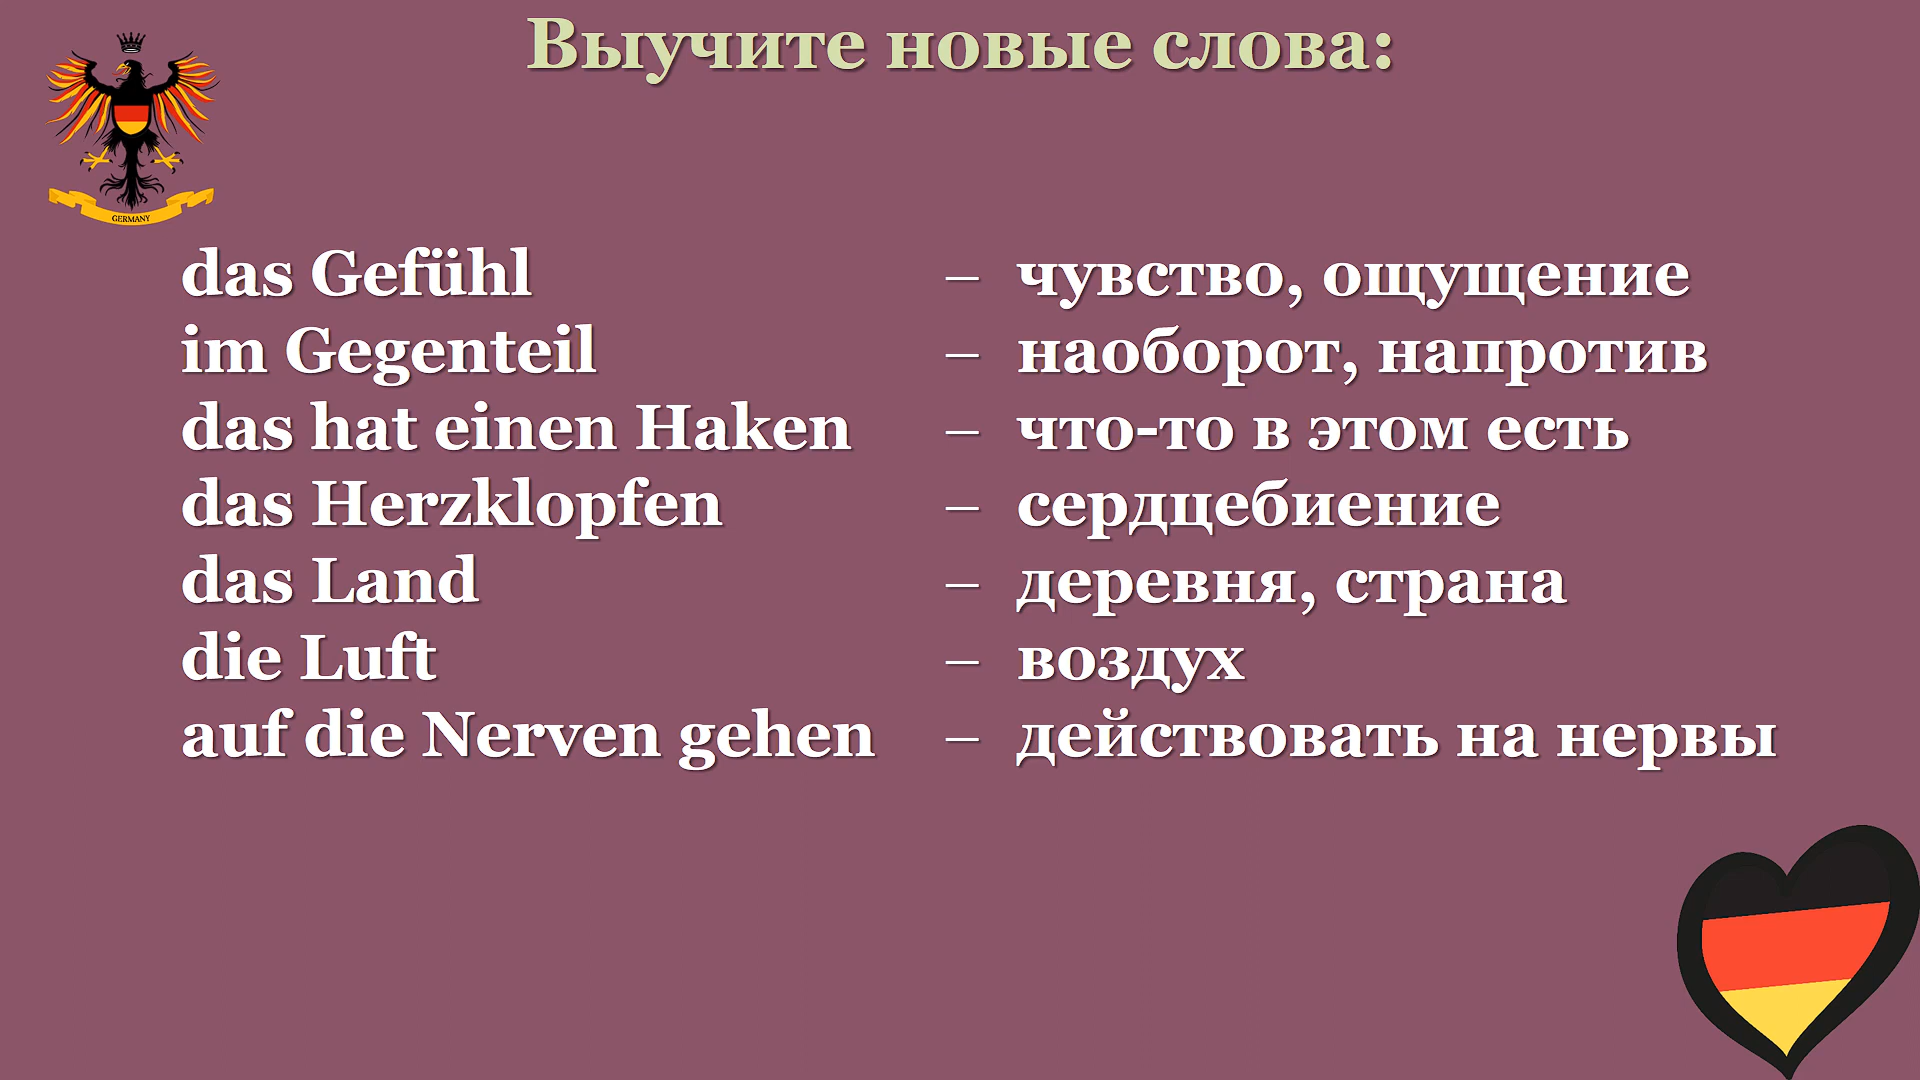 Выучите новые слова:
GERMANY
das Gefühl – чувство, ощущение
im Gegenteil – наоборот, напротив
das hat einen Haken – что-то в этом есть
das Herzklopfen – сердцебиение
das Land – деревня, страна
die Luft – воздух
auf die Nerven gehen – действовать на нервы